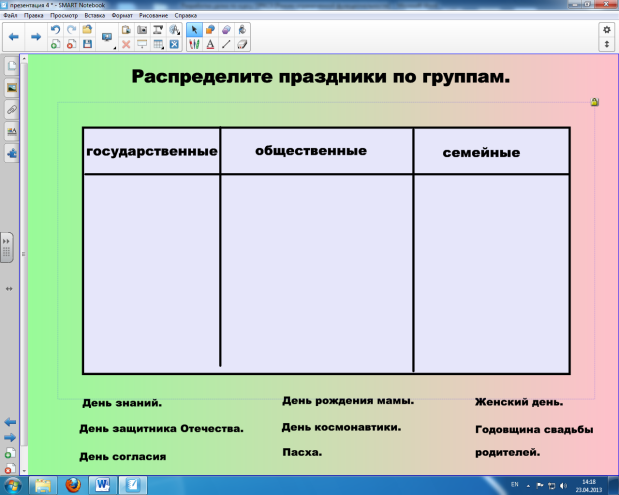 презентация 4 * - SMART Notebook
Файл Правка Просмотр Вставка Формат Рисование Справка
Распределите праздники по группам.
государственные общественные семейные
День знаний. День рождения мамы. Женский день.
День защитника Отечества. День космонавтики. Годовщина свадьбы
День согласия Пасха. родителей.
EN 14:18
23.04.2013